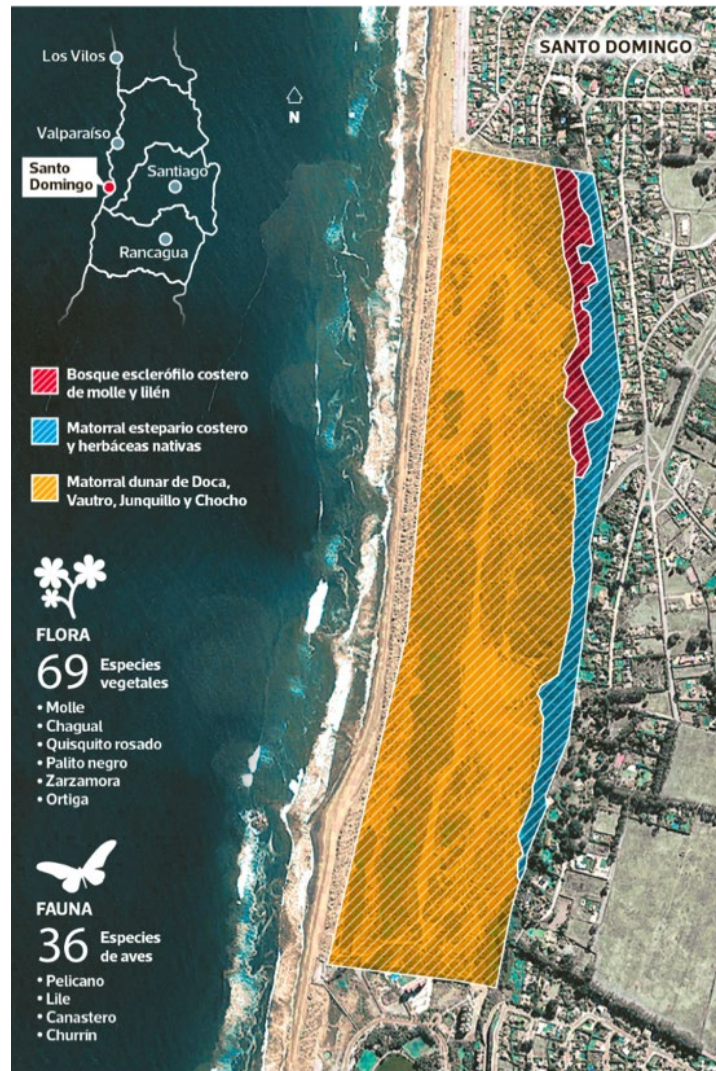 SANTO DOMINGO
Los Vilos
N
Valparaíso
Santo
Domingo
Santiago
Rancagua
Bosque esclerófilo costero
de molle y lilén
Matorral estepario costero
y herbáceas nativas
Matorral dunar de Doca,
Vautro, Junquillo y Chocho
FLORA
69 Especies
vegetales
• Molle
• Chagual
• Quisquito rosado
• Palito negro
• Zarzamora
• Ortiga
FAUNA
36 Especies
de aves
• Pelicano
• Lile
• Canastero
• Churrín